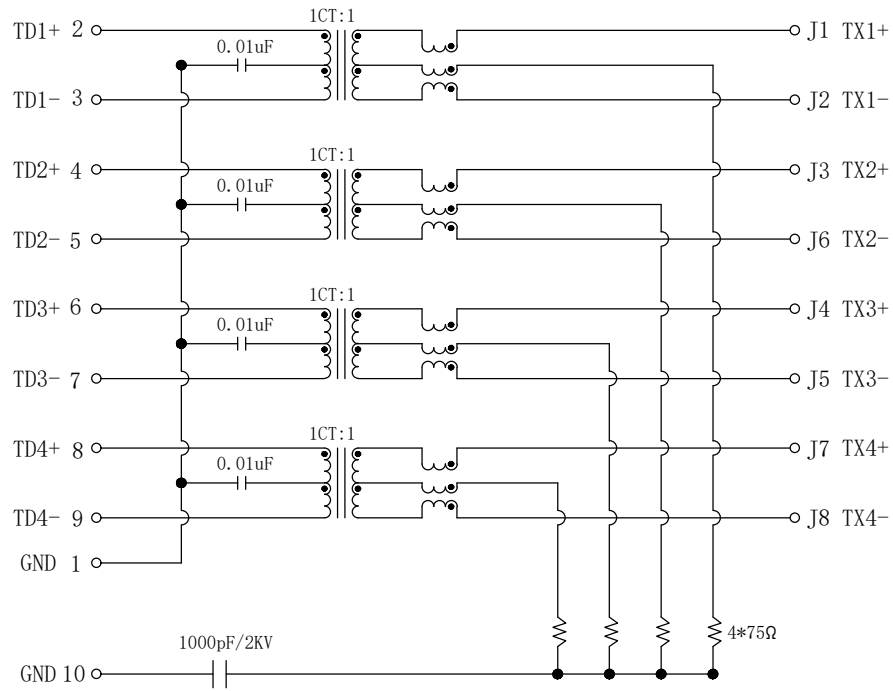 1CT:1
TD1+ 2 J1 TX1+
0.01uF
TD1- 3 J2 TX1-
1CT:1
TD2+ 4 J3 TX2+
0.01uF
TD2- 5 J6 TX2-
1CT:1
TD3+ 6 J4 TX3+
0.01uF
TD3- 7 J5 TX3-
1CT:1
TD4+ 8 J7 TX4+
0.01uF
TD4- 9 J8 TX4-
GND 1
4*75Ω
1000pF/2KV
GND 10